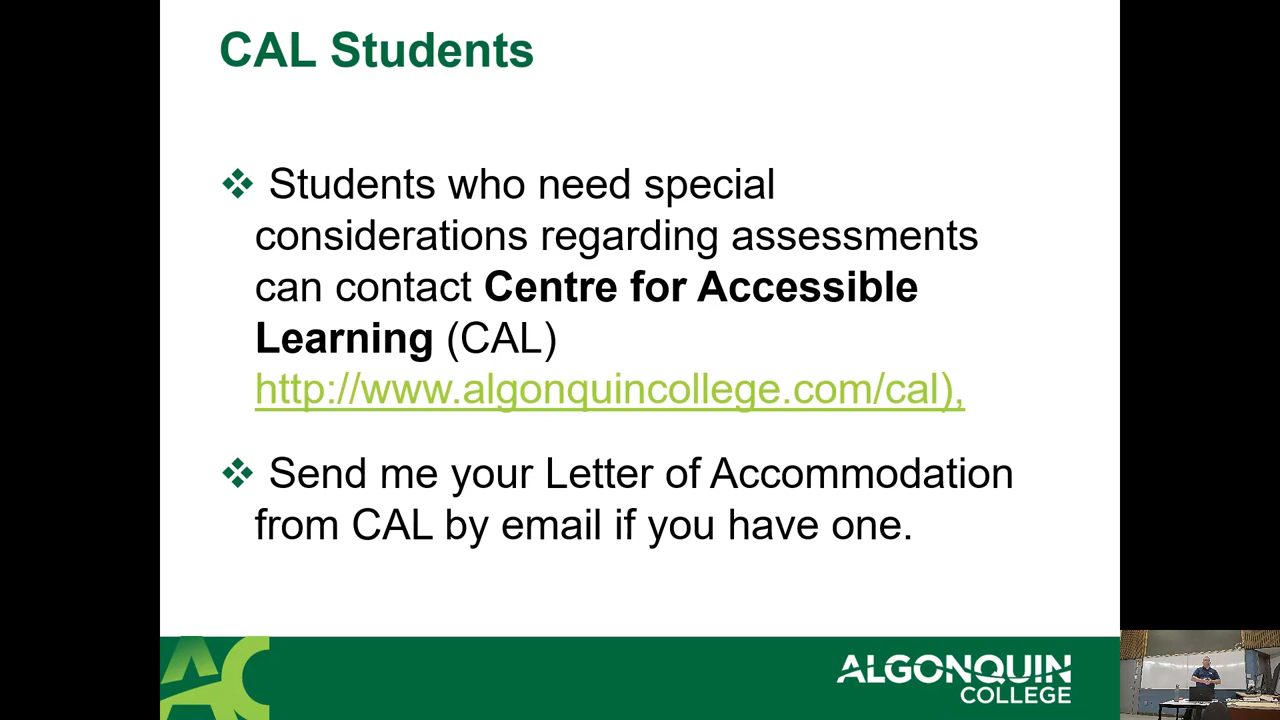 CAL Students
❖ Students who need special
considerations regarding assessments
can contact Centre for Accessible
Learning (CAL)
http://www.algonquincollege.com/cal),
❖ Send me your Letter of Accommodation
from CAL by email if you have one.
AC
ALGONQUIN
COLLEGE